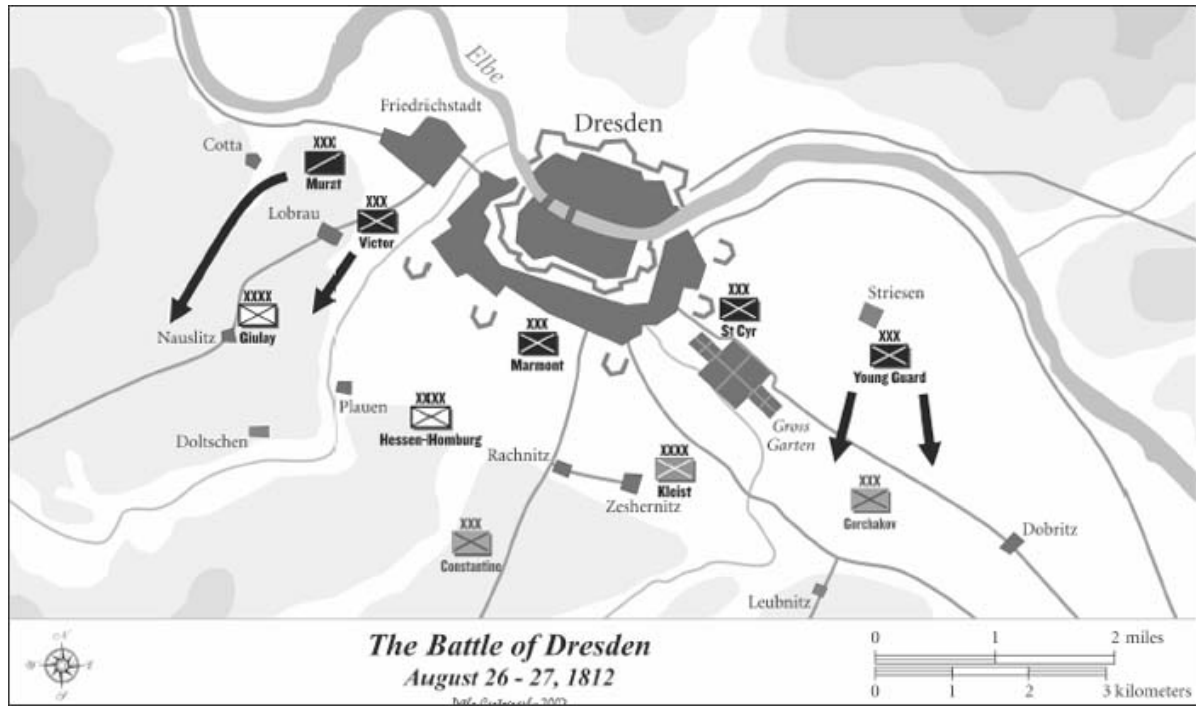 Elbe
Friedrichstadt
Dresden
Cotta
XXX
Murat
Lobrau
XXX
Victor
XXXX
Giulay
Nauslitz
XXX
St Cyr
Striesen
XXX
Marmont
XXX
Young Guard
Plauen
XXXX
Hessen-Homburg
Doltschen
Gross
Garten
Rachnitz
XXXX
Kleist
Zeshernitz
XXX
Gorchakov
XXX
Constantine
Dobritz
Leubnitz
N
W
E
S
The Battle of Dresden
August 26 - 27, 1812
0 1 2 miles
0 1 2 3 kilometers